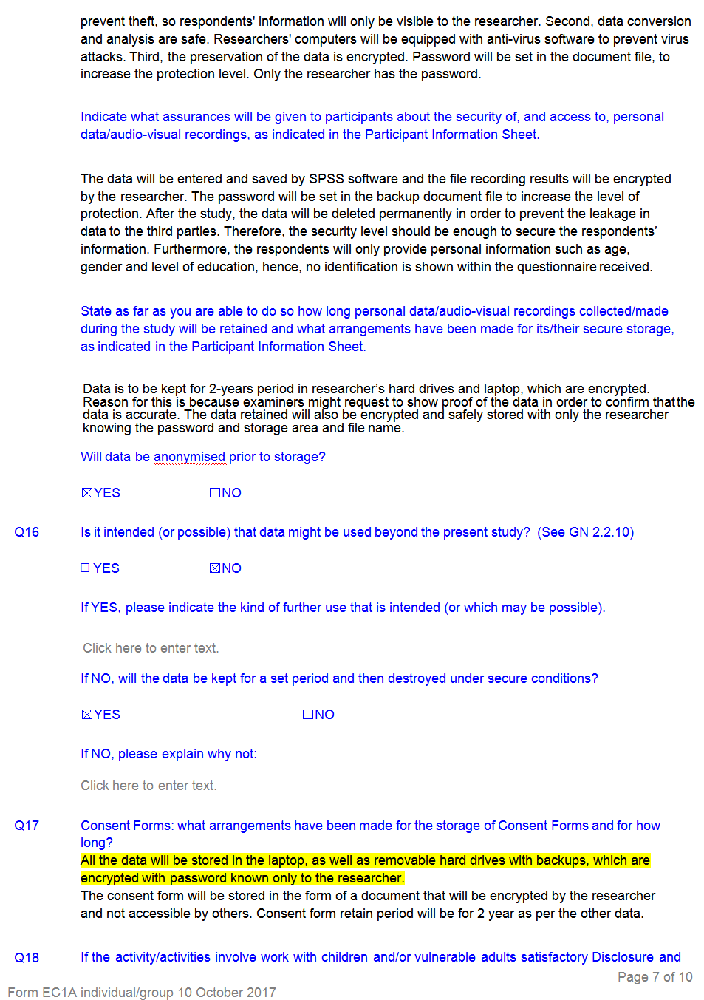 prevent theft, so respondents' information will only be visible to the researcher. Second, data conversion
and analysis are safe. Researchers' computers will be equipped with anti-virus software to prevent virus
attacks. Third, the preservation of the data is encrypted. Password will be set in the document file, to
increase the protection level. Only the researcher has the password.
Indicate what assurances will be given to participants about the security of, and access to, personal
data/audio-visual recordings, as indicated in the Participant Information Sheet.
The data will be entered and saved by SPSS software and the file recording results will be encrypted
by the researcher. The password will be set in the backup document file to increase the level of
protection. After the study, the data will be deleted permanently in order to prevent the leakage in
data to the third parties. Therefore, the security level should be enough to secure the respondents’
information. Furthermore, the respondents will only provide personal information such as age,
gender and level of education, hence, no identification is shown within the questionnaire received.
State as far as you are able to do so how long personal data/audio-visual recordings collected/made
during the study will be retained and what arrangements have been made for its/their secure storage,
as indicated in the Participant Information Sheet.
Data is to be kept for 2-years period in researcher’s hard drives and laptop, which are encrypted.
Reason for this is because examiners might request to show proof of the data in order to confirm that the
data is accurate. The data retained will also be encrypted and safely stored with only the researcher
knowing the password and storage area and file name.
Will data be anonymised prior to storage?
☒YES ☐NO
Q16 Is it intended (or possible) that data might be used beyond the present study? (See GN 2.2.10)
☐ YES ☒NO
If YES, please indicate the kind of further use that is intended (or which may be possible).
Click here to enter text.
If NO, will the data be kept for a set period and then destroyed under secure conditions?
☒YES ☐NO
If NO, please explain why not:
Click here to enter text.
Q17 Consent Forms: what arrangements have been made for the storage of Consent Forms and for how
long?
All the data will be stored in the laptop, as well as removable hard drives with backups, which are
encrypted with password known only to the researcher.
The consent form will be stored in the form of a document that will be encrypted by the researcher
and not accessible by others. Consent form retain period will be for 2 year as per the other data.
Q18 If the activity/activities involve work with children and/or vulnerable adults satisfactory Disclosure and
Page 7 of 10
Form EC1A individual/group 10 October 2017